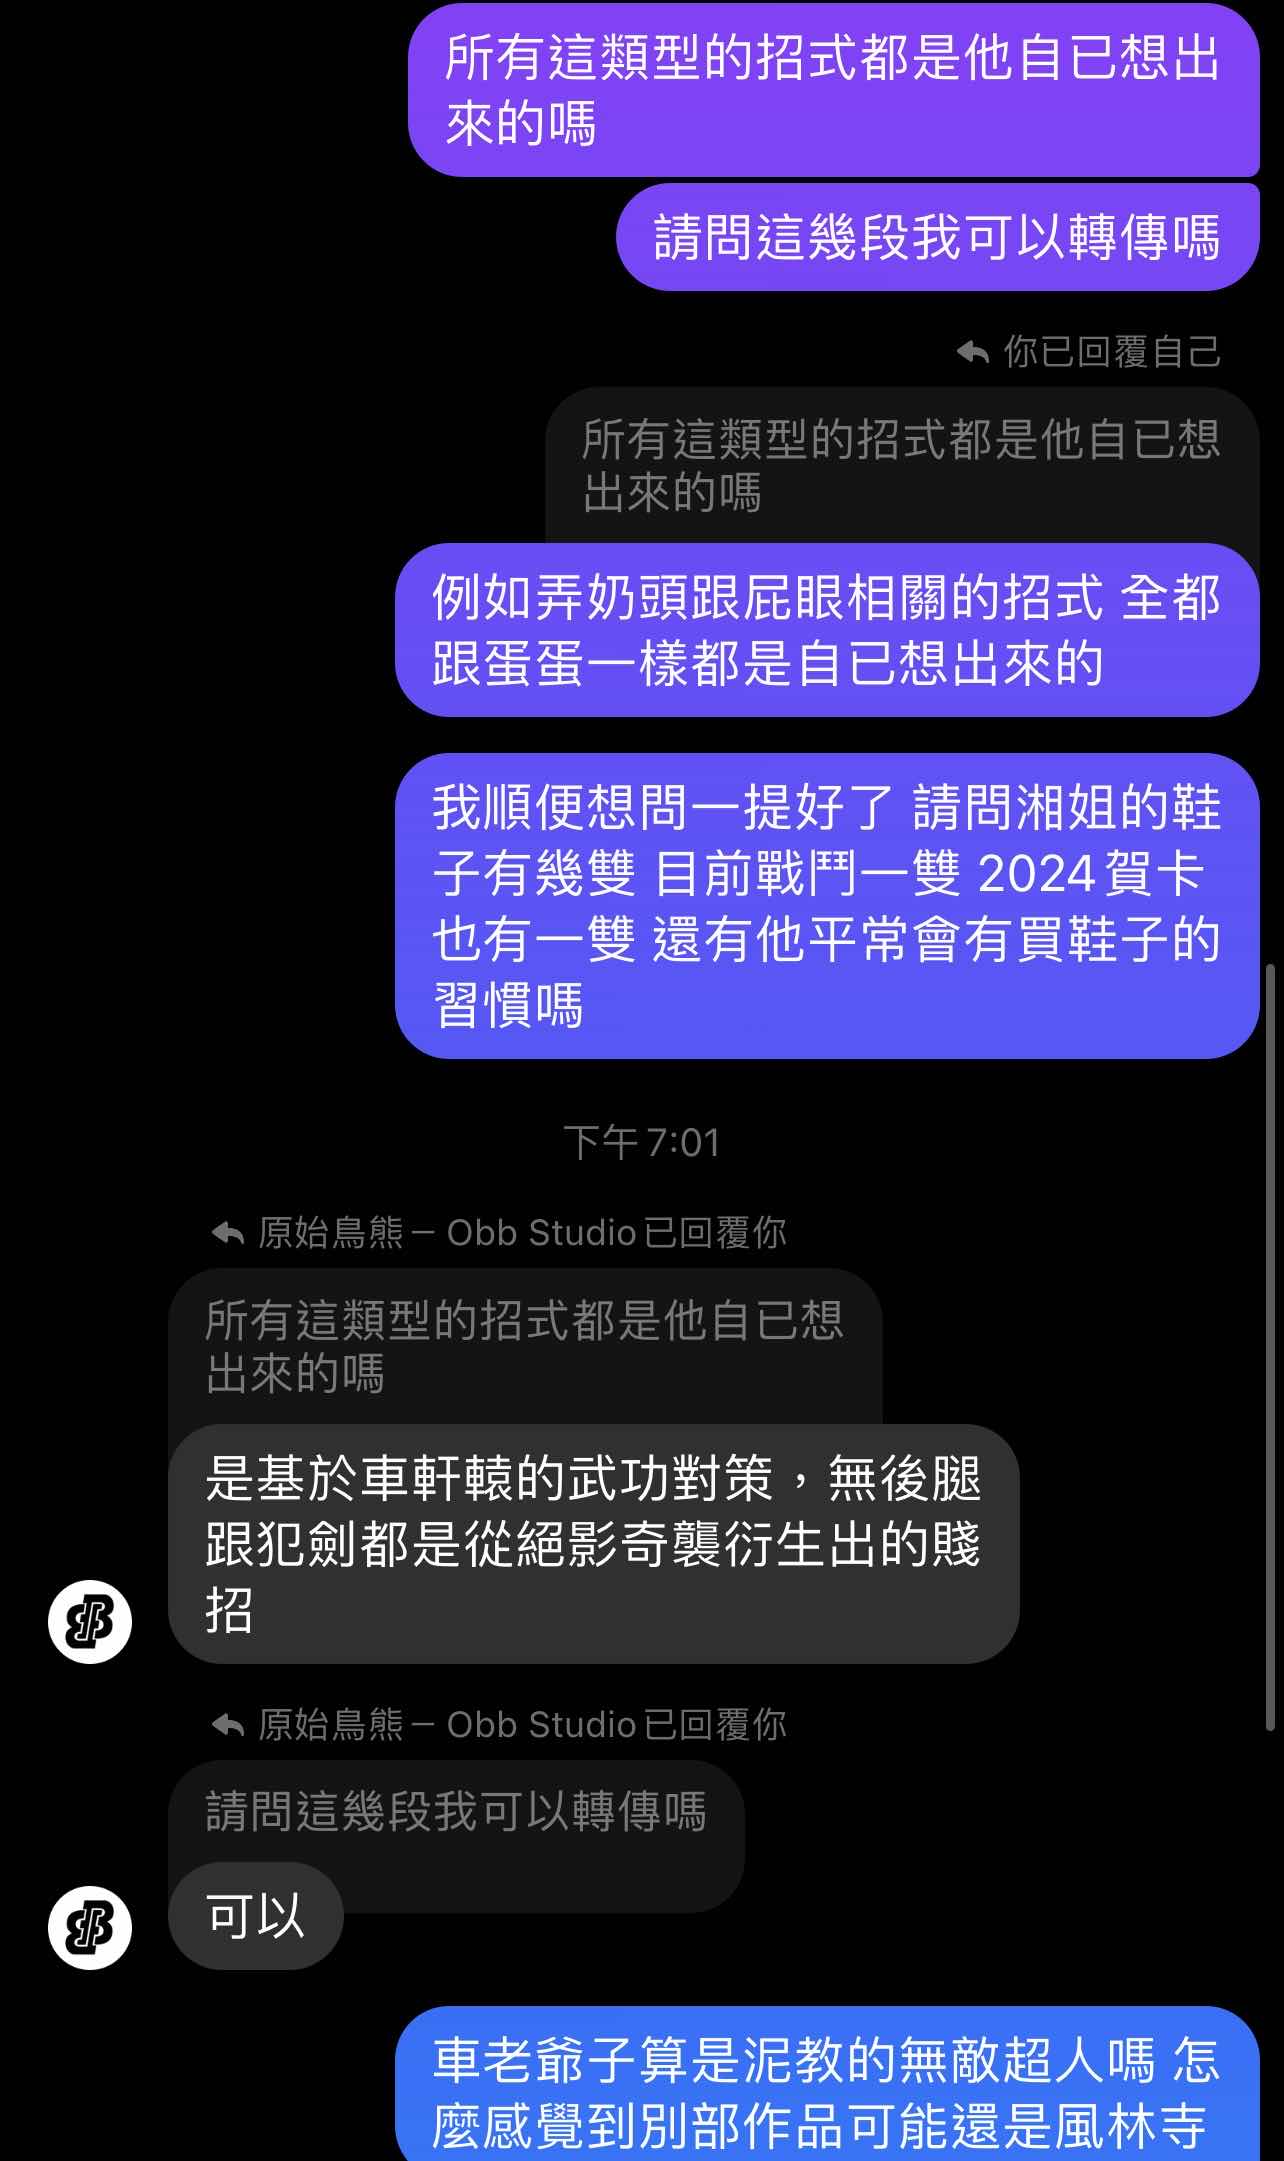 所有這類型的招式都是他自已想出
來的嗎
請問這幾段我可以轉傳嗎
你已回覆自己
所有這類型的招式都是他自已想
出來的嗎
例如弄奶頭跟屁眼相關的招式 全都
跟蛋蛋一樣都是自已想出來的
我順便想問一提好了 請問湘姐的鞋
子有幾雙 目前戰鬥一雙 2024賀卡
也有一雙 還有他平常會有買鞋子的
習慣嗎
下午 7:01
原始鳥熊 – Obb Studio已回覆你
所有這類型的招式都是他自已想
出來的嗎
是基於車軒轅的武功對策，無後腿
跟犯劍都是從絕影奇襲衍生出的賤
招
原始鳥熊 – Obb Studio已回覆你
請問這幾段我可以轉傳嗎
可以
車老爺子算是泥教的無敵超人嗎 怎
麼感覺到別部作品可能還是風林寺